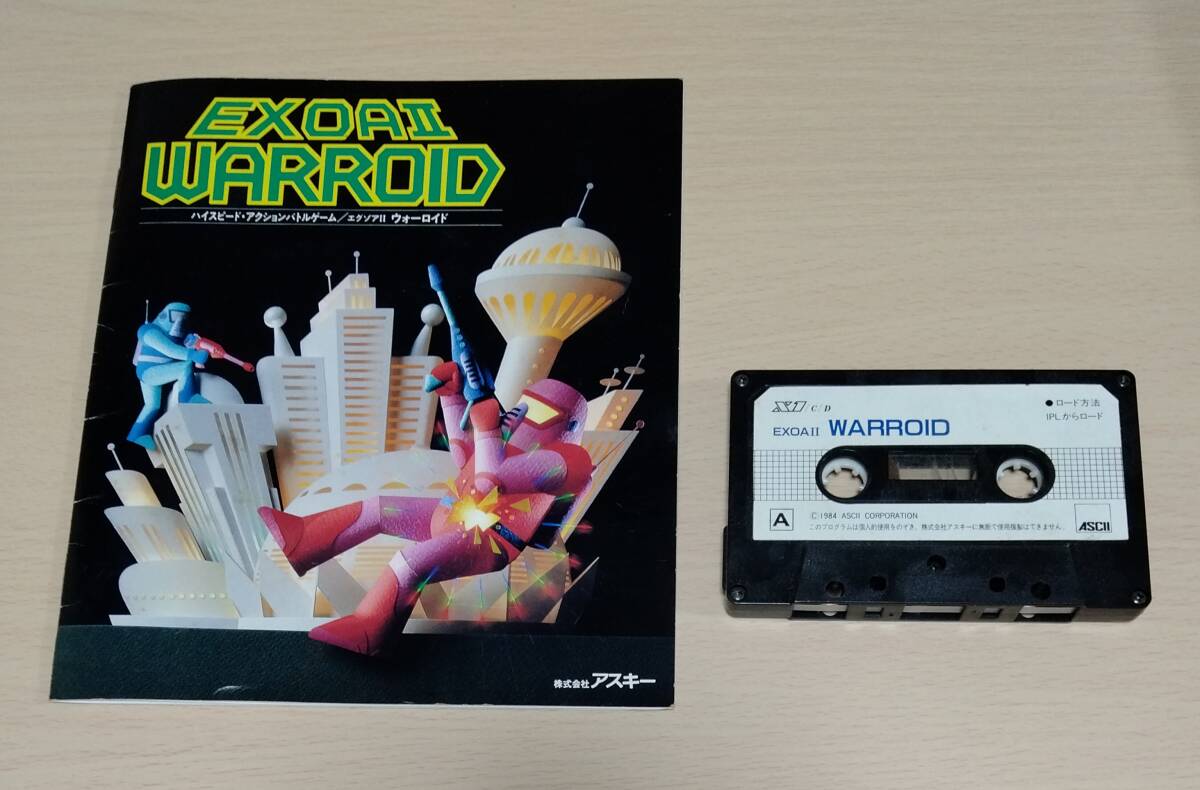 EXOAII
WARROID
ハイスピード・アクションバトルゲーム/エグゾアII ウォーロイド
株式会社アスキー
X1/C/D
●ロード方法
IPLからロード
EXOAII WARROID
A
©1984 ASCII CORPORATION
このプログラムは個人的使用をのぞき、株式会社アスキーに無断で使用複製はできません。
ASCII